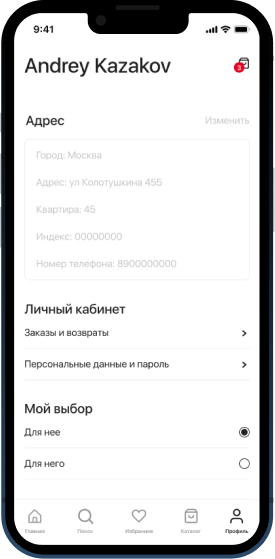 9:41
Andrey Kazakov
3
Адрес
Изменить
Город: Москва
Адрес: ул Колотушкина 455
Квартира: 45
Индекс: 00000000
Номер телефона: 8900000000
Личный кабинет
Заказы и возвраты
Персональные данные и пароль
Мой выбор
Для нее
Для него
Главная Поиск Избранное Каталог Профиль